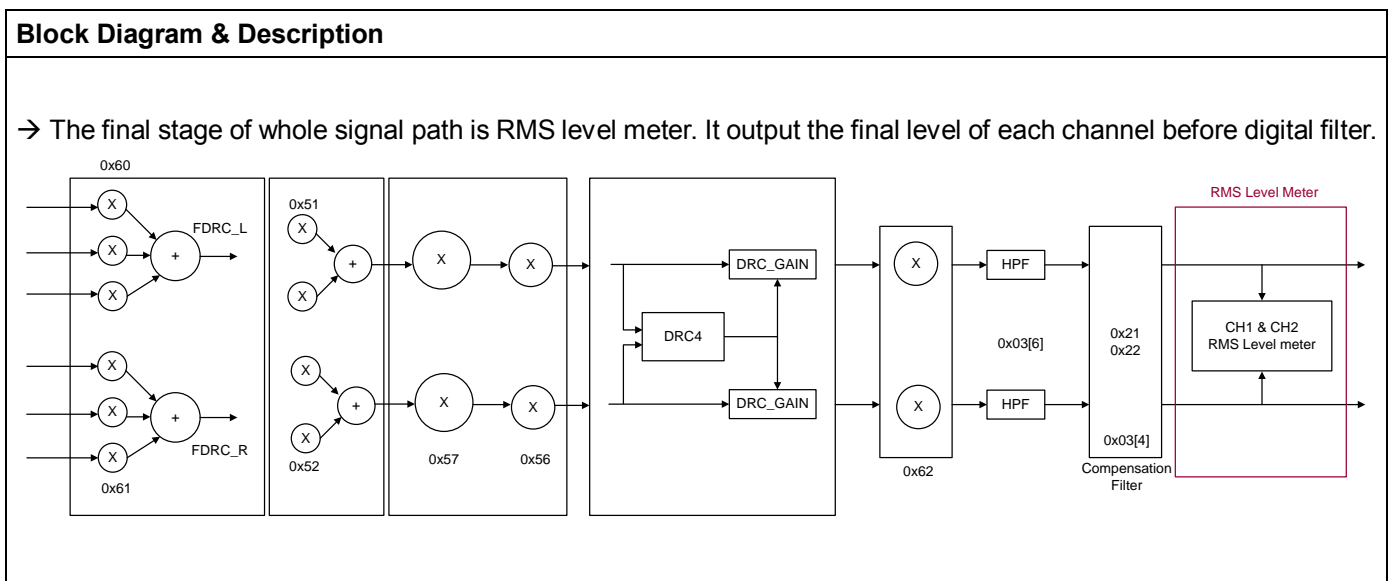 Block Diagram & Description
→ The final stage of whole signal path is RMS level meter. It output the final level of each channel before digital filter.
0x60
X
X
X
+
FDRC_L
X
X
X
+
FDRC_R
0x61
0x51
X
X
+
X
X
+
0x52
X
X
X
X
0x57
0x56
DRC4
DRC_GAIN
DRC_GAIN
X
X
0x62
HPF
0x03[6]
HPF
0x21
0x22
0x03[4]
Compensation
Filter
RMS Level Meter
CH1 & CH2
RMS Level meter